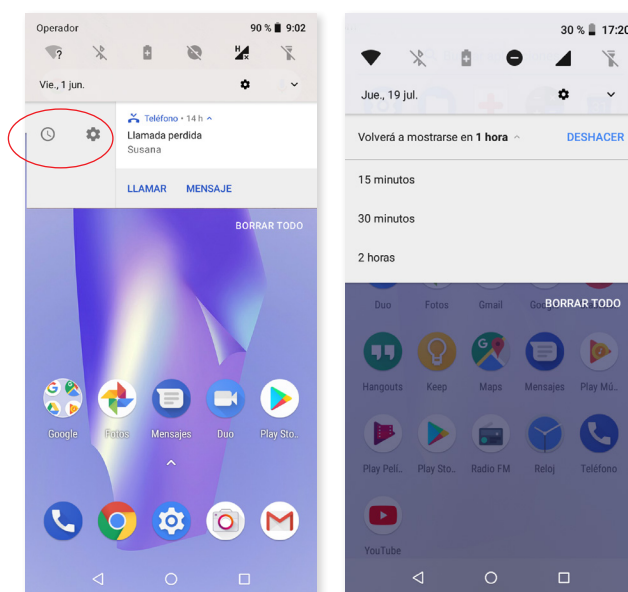 Operador 90 % 9:02
Vie., 1 jun.
Teléfono • 14 h
Llamada perdida
Susana
LLAMAR MENSAJE
BORRAR TODO
Google Fotos Mensajes Duo Play Sto..
30 % 17:20
Jue., 19 jul.
Volverá a mostrarse en 1 hora DESHACER
15 minutos
30 minutos
2 horas
BORRAR TODO
Duo Fotos Gmail
Hangouts Keep Maps Mensajes Play Mú..
Play Pelí.. Play Sto.. Radio FM Reloj Teléfono
YouTube